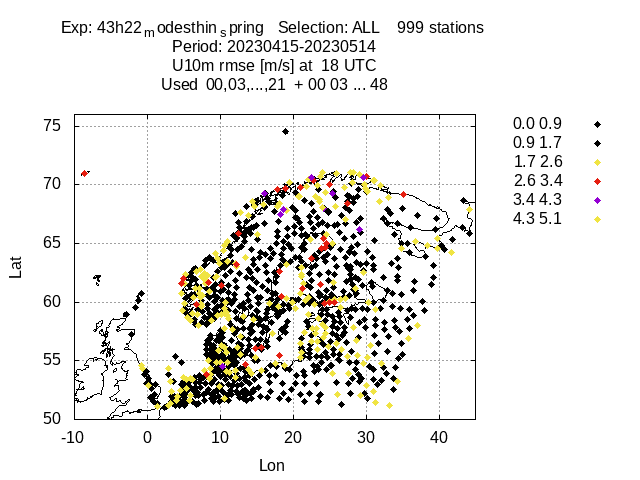 Exp: 43h22modesthinspring   Selection: ALL    999 stations
Period: 20230415-20230514
U10m rmse [m/s] at  18 UTC
Used  00,03,...,21  + 00 03 ... 48
0.0 0.9
0.9 1.7
1.7 2.6
2.6 3.4
3.4 4.3
4.3 5.1
75
70
65
60
55
50
Lat
-10 0 10 20 30 40
Lon